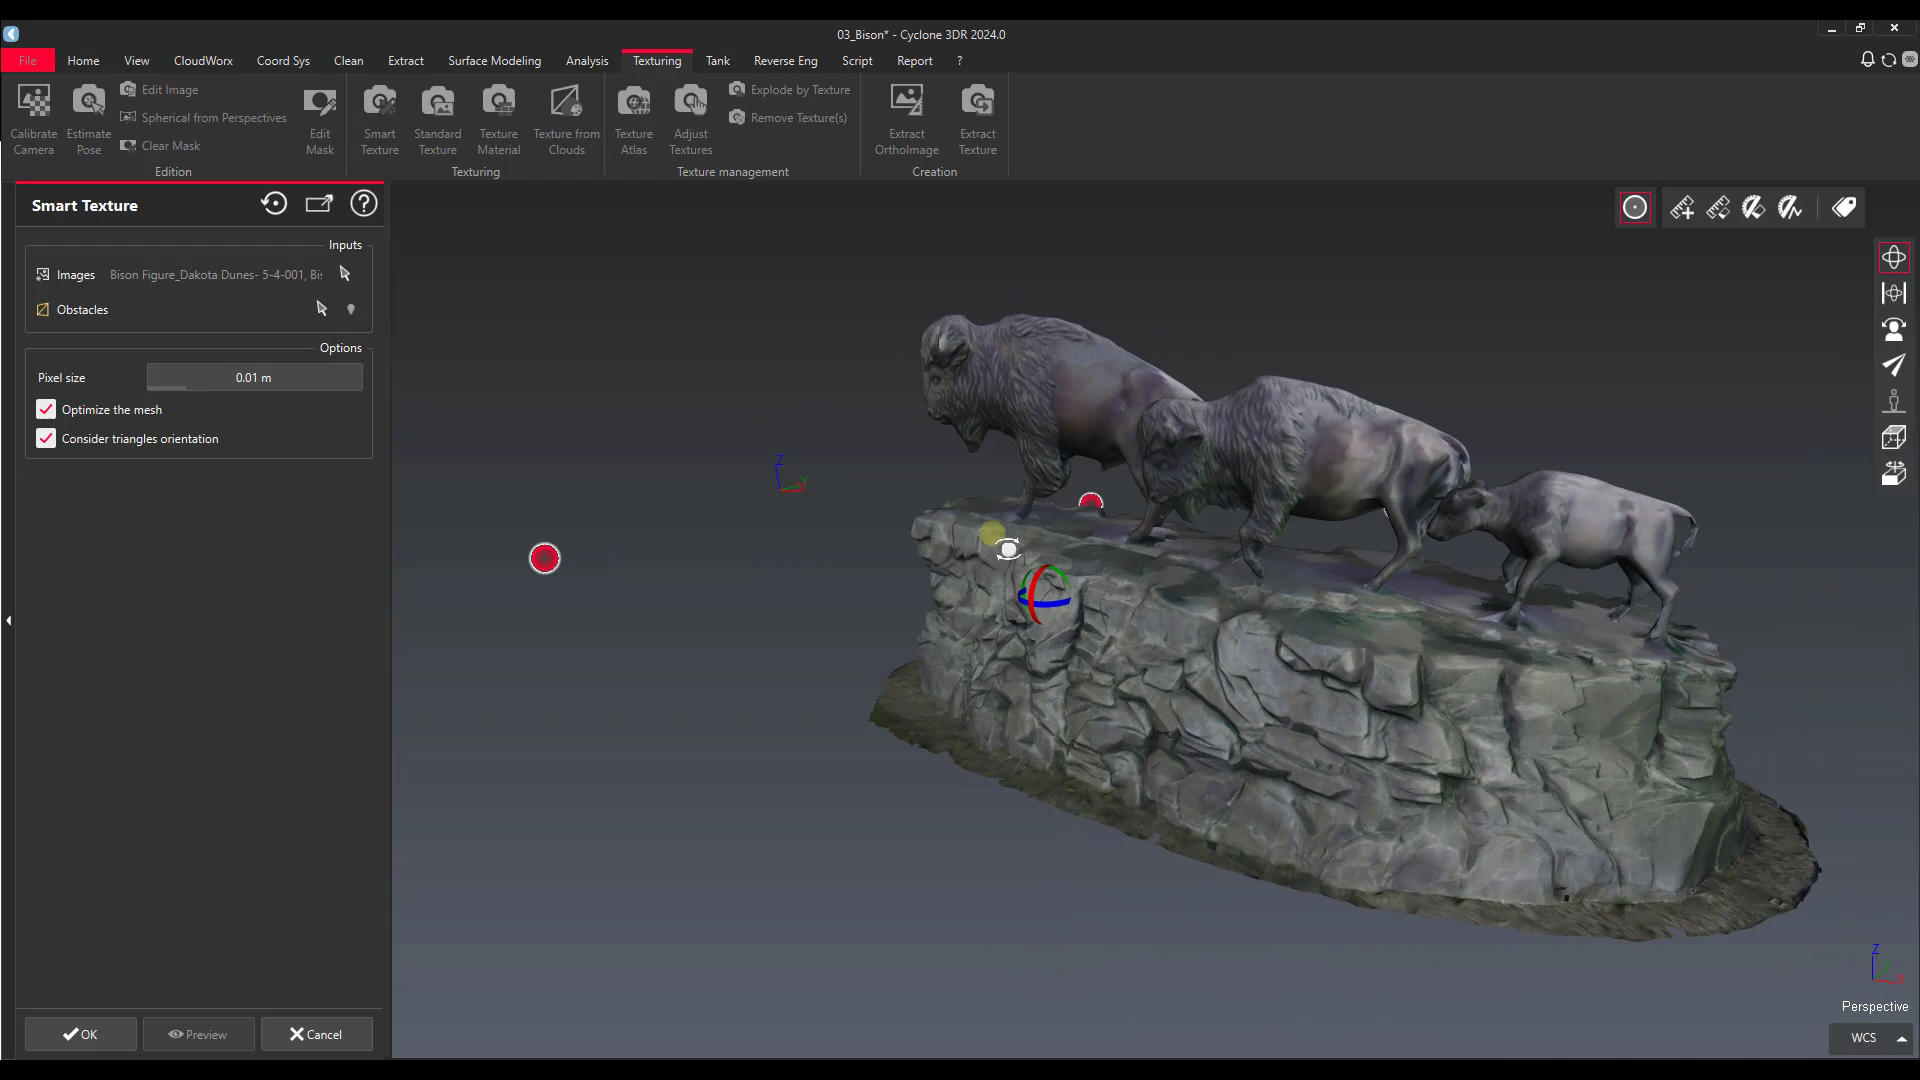 03_Bison* - Cyclone 3DR 2024.0
File Home View CloudWorx Coord Sys Clean Extract Surface Modeling Analysis Texturing Tank Reverse Eng Script Report ?
Calibrate Camera
Estimate Pose
Edit Image
Spherical from Perspectives
Clear Mask
Edit Mask
Smart Texture
Standard Texture
Texture Material
Texture from Clouds
Texture Atlas
Adjust Textures
Explode by Texture
Remove Texture(s)
Extract OrthoImage
Extract Texture
Edition Texturing Texture management Creation
Smart Texture
Inputs
Images Bison Figure_Dakota Dunes- 5-4-001, Bi
Obstacles
Options
Pixel size 0.01 m
Optimize the mesh
Consider triangles orientation
Z
Y
X
Z
X
Perspective
OK Preview Cancel
WCS